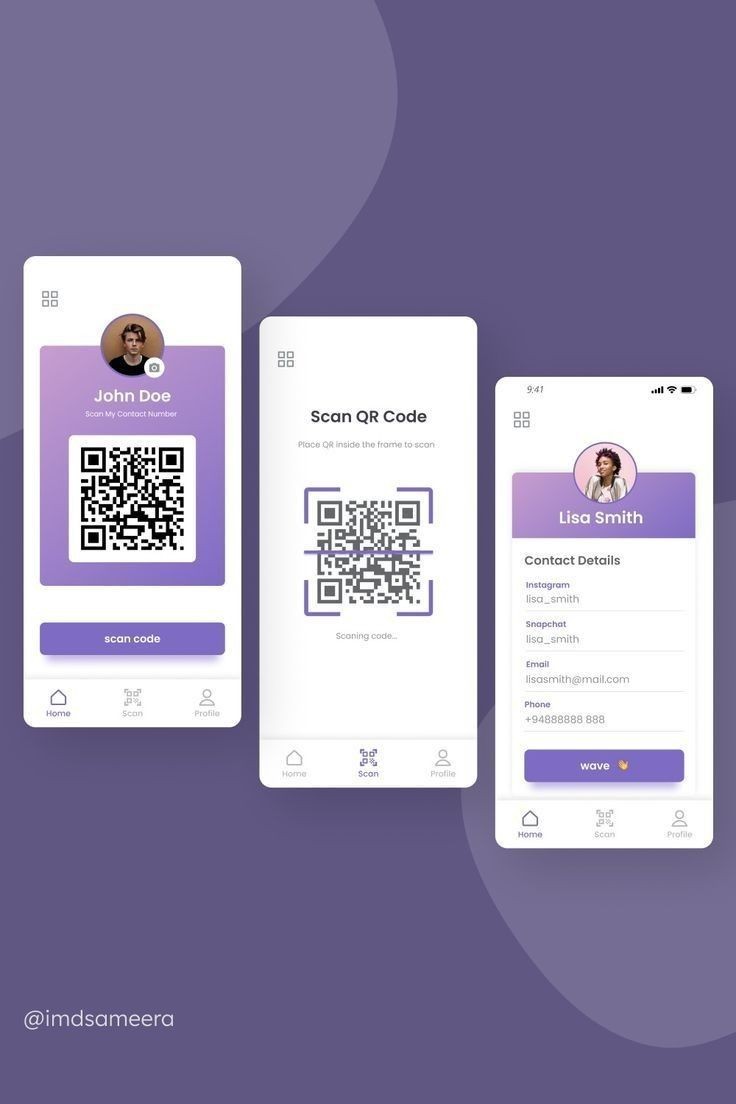 John Doe
Scan My Contact Number
scan code
Home Scan Profile
Scan QR Code
Place QR inside the frame to scan
Scaning code...
Home Scan Profile
9:41
Lisa Smith
Contact Details
Instagram
lisa_smith
Snapchat
lisa_smith
Email
lisasmith@mail.com
Phone
+94888888 888
wave 👋
Home Scan Profile
@imdsameera